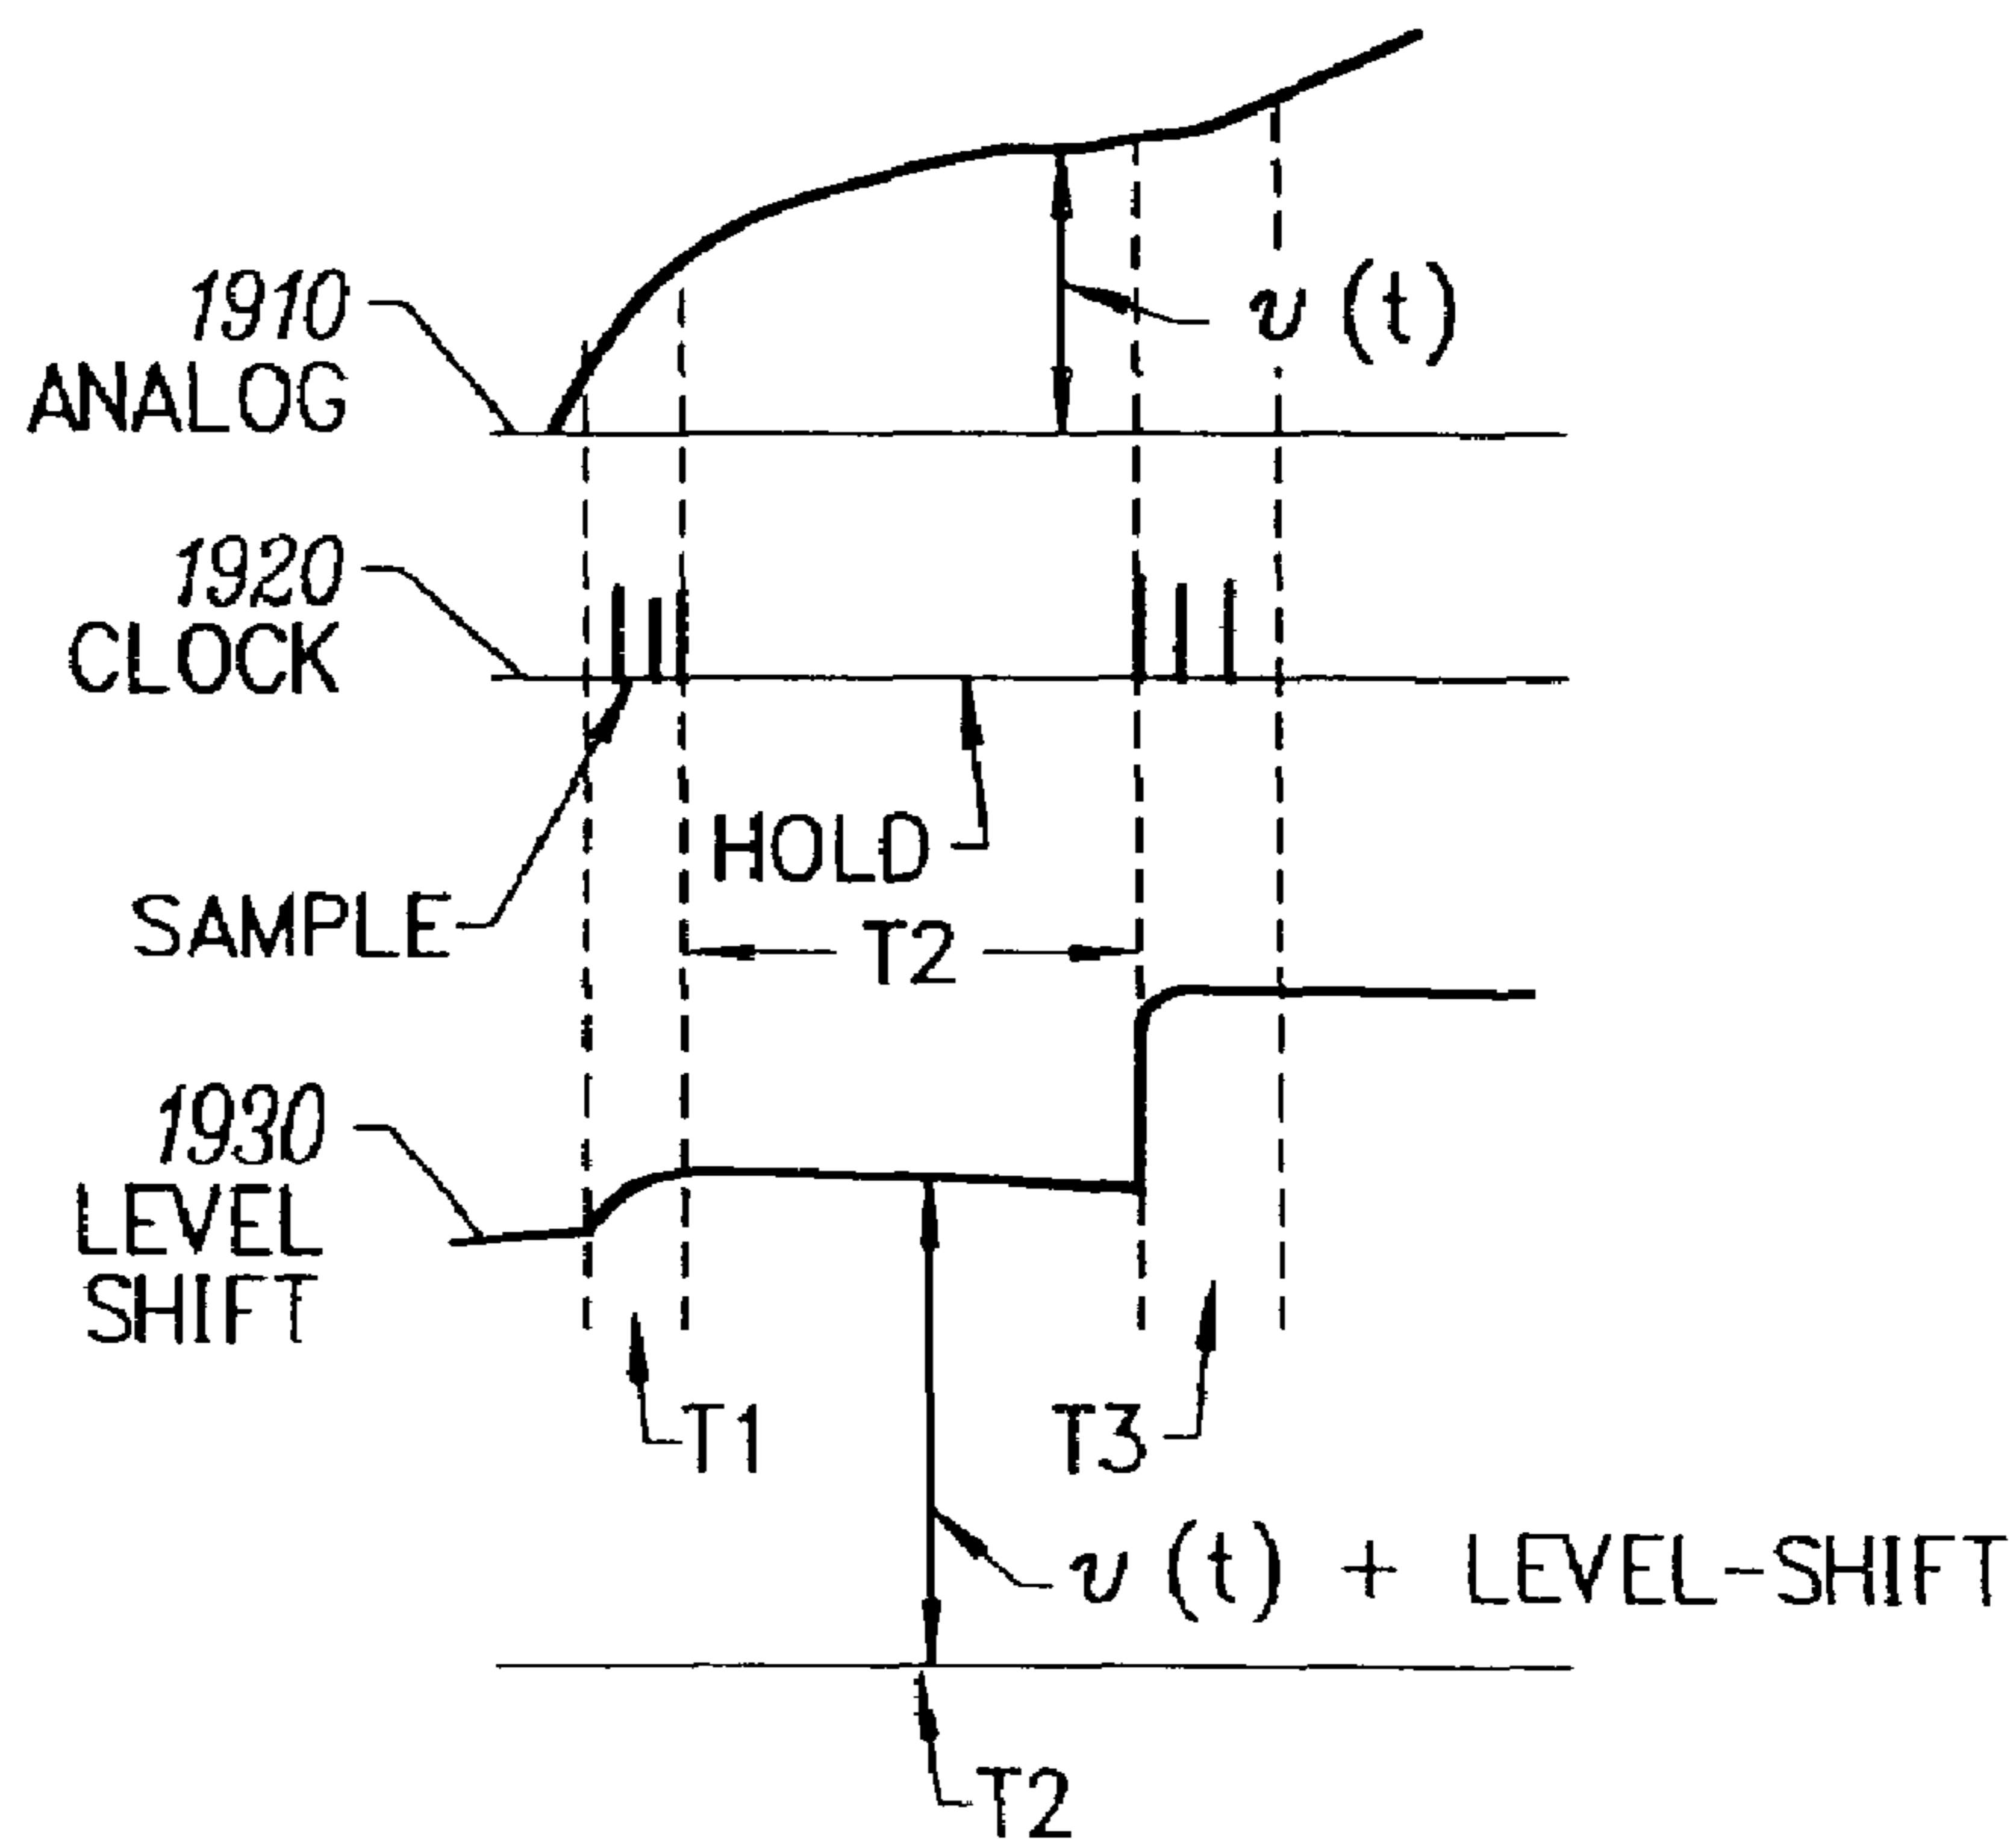 1910
ANALOG
v (t)
1920
CLOCK
HOLD
SAMPLE
T2
1930
LEVEL
SHIFT
T1
T3
v (t) + LEVEL-SHIFT
T2